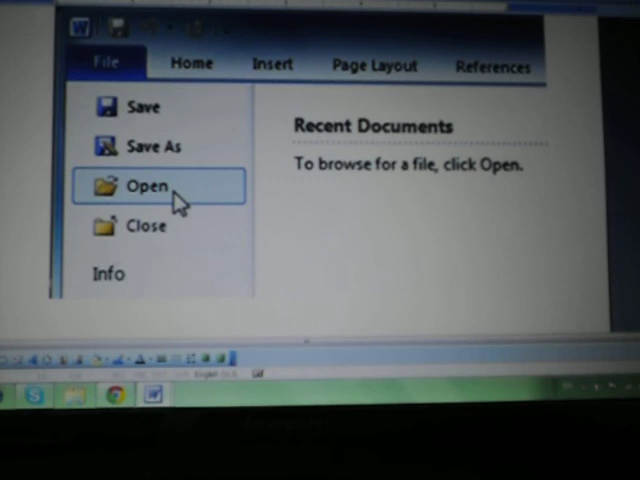 W
File Home Insert Page Layout References
Save
Save As
Open
Close
Info
Recent Documents
To browse for a file, click Open.
English